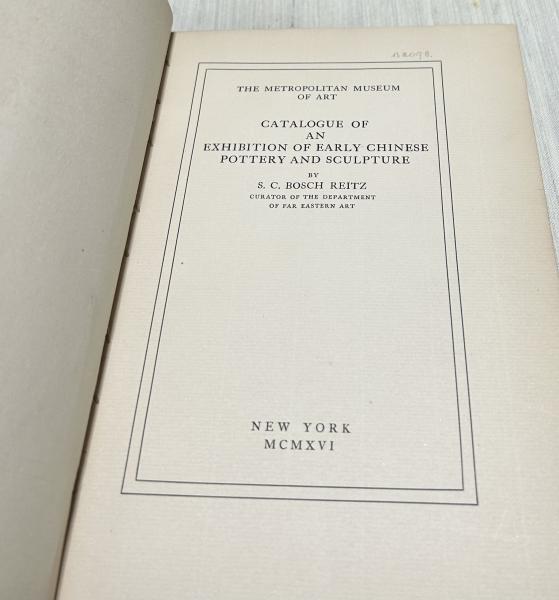 THE METROPOLITAN MUSEUM
OF ART
CATALOGUE OF
AN
EXHIBITION OF EARLY CHINESE
POTTERY AND SCULPTURE
BY
S. C. BOSCH REITZ
CURATOR OF THE DEPARTMENT
OF FAR EASTERN ART
NEW YORK
MCMXVI